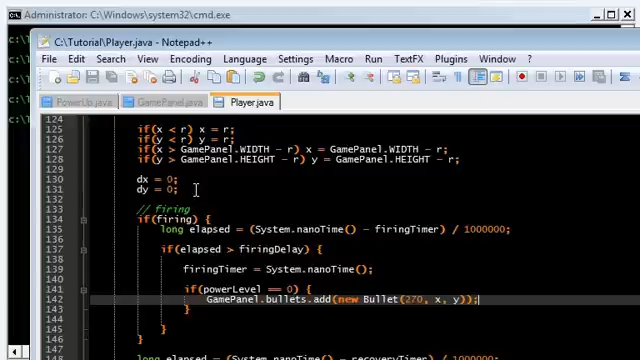 Administrator: C:\Windows\system32\cmd.exe
C:\Tutorial\Player.java - Notepad++
File Edit Search View Encoding Language Settings Macro Run TextFX Plugins Window ?
PowerUp.java GamePanel.java Player.java
124
125 if(x < r) x = r;
126 if(y < r) y = r;
127 if(x > GamePanel.WIDTH - r) x = GamePanel.WIDTH - r;
128 if(y > GamePanel.HEIGHT - r) y = GamePanel.HEIGHT - r;
129
130 dx = 0;
131 dy = 0;
132
133 // firing
134 if(firing) {
135 long elapsed = (System.nanoTime() - firingTimer) / 1000000;
136
137 if(elapsed > firingDelay) {
138
139 firingTimer = System.nanoTime();
140
141 if(powerLevel == 0) {
142 GamePanel.bullets.add(new Bullet(270, x, y));
143 }
144
145 }
146 }
147
148 long elapsed = (System.nanoTime() - recoveryTimer) / 1000000;